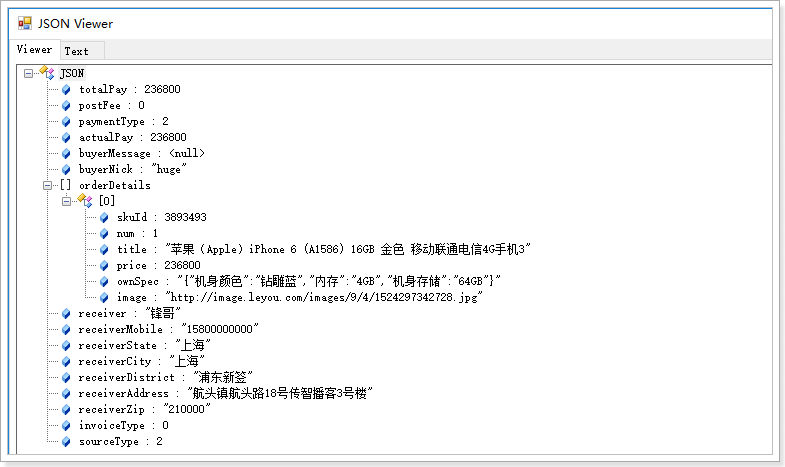 JSON Viewer
Viewer Text
JSON
totalPay : 236800
postFee : 0
paymentType : 2
actualPay : 236800
buyerMessage : <null>
buyerNick : "huge"
[] orderDetails
[0]
skuId : 3893493
num : 1
title : "苹果（Apple）iPhone 6 (A1586) 16GB 金色 移动联通电信4G手机3"
price : 236800
ownSpec : "{"机身颜色":"钻雕蓝","内存":"4GB","机身存储":"64GB"}"
image : "http://image.leyou.com/images/9/4/1524297342728.jpg"
receiver : "锋哥"
receiverMobile : "15800000000"
receiverState : "上海"
receiverCity : "上海"
receiverDistrict : "浦东新签"
receiverAddress : "航头镇航头路18号传智播客3号楼"
receiverZip : "210000"
invoiceType : 0
sourceType : 2